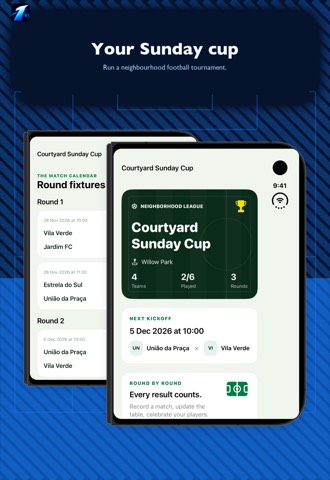 Your Sunday cup
Run a neighbourhood football tournament.
Courtyard Sunday Cup
THE MATCH CALENDAR
Round fixtures
Round 1
28 Nov 2026 at 10:00
Vila Verde
Jardim FC
28 Nov 2026 at 11:30
Estrela do Sul
União da Praça
Round 2
5 Dec 2026 at 10:00
União da Praça
Vila Verde
Courtyard Sunday Cup
9:41
NEIGHBORHOOD LEAGUE
Courtyard
Sunday Cup
Willow Park
4 2/6 3
Teams Played Rounds
NEXT KICKOFF
5 Dec 2026 at 10:00
UN União da Praça × VI Vila Verde
ROUND BY ROUND
Every result counts.
Record a match, update the
table, celebrate your players.